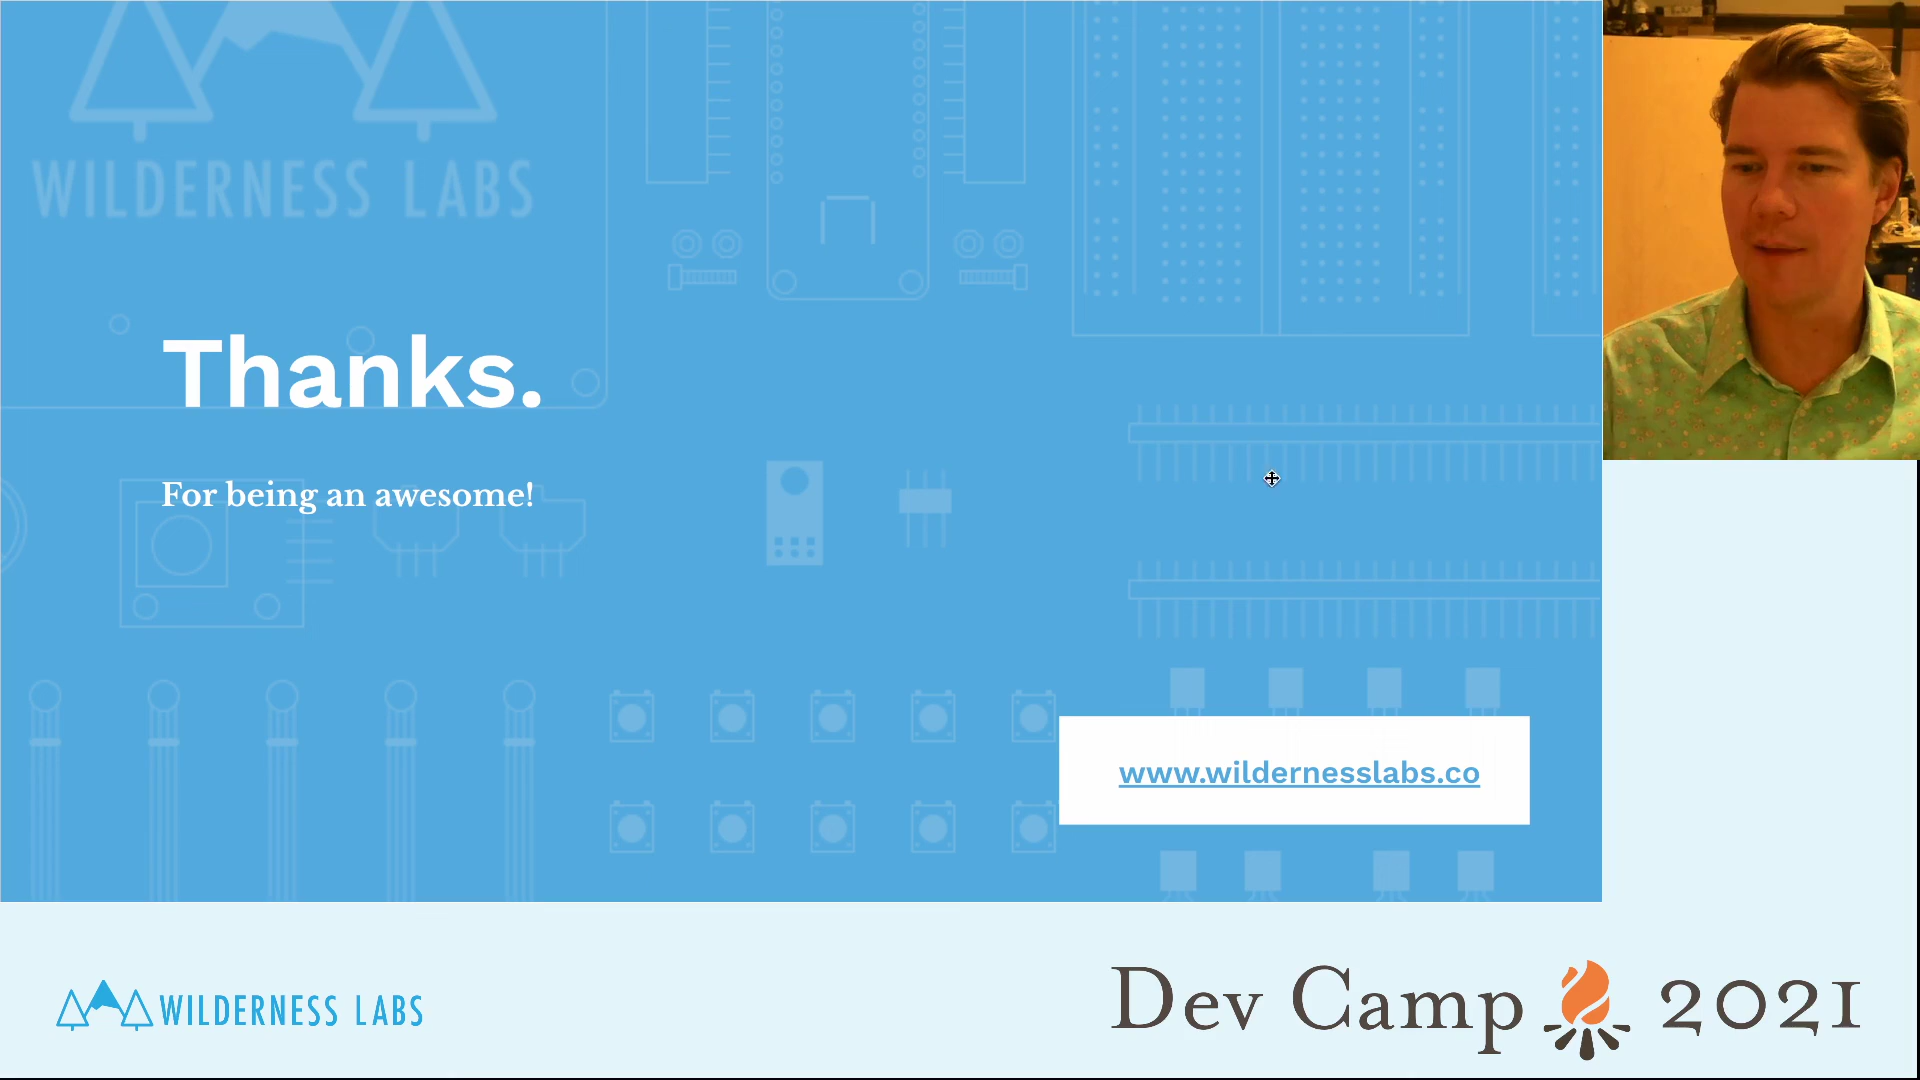 WILDERNESS LABS
Thanks.
For being an awesome!
www.wildernesslabs.co
WILDERNESS LABS
Dev Camp 2021